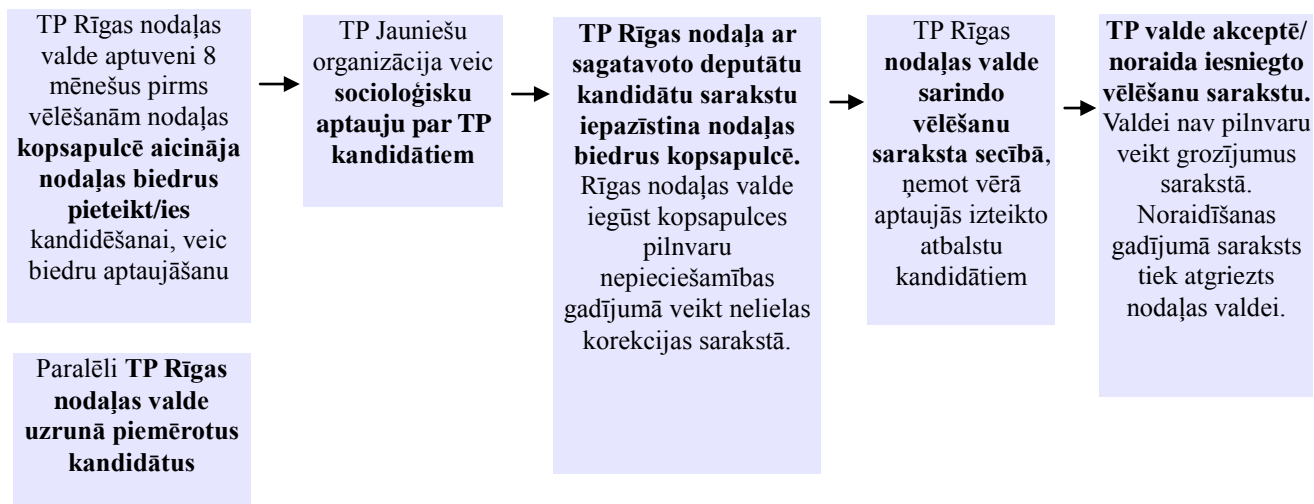 TP Rīgas nodaļas
valde aptuveni 8
mēnešus pirms
vēlēšanām nodaļas
kopsapulcē aicināja
nodaļas biedrus
pieteikt/ies
kandidēšanai, veic
biedru aptaujāšanu
Paralēli TP Rīgas
nodaļas valde
uzrunā piemērotus
kandidātus
TP Jauniešu
organizācija veic
socioloģisku
aptauju par TP
kandidātiem
TP Rīgas nodaļa ar
sagatavoto deputātu
kandidātu sarakstu
iepazīstina nodaļas
biedrus kopsapulcē.
Rīgas nodaļas valde
iegūst kopsapulces
pilnvaru
nepieciešamības
gadījumā veikt nelielas
korekcijas sarakstā.
TP Rīgas
nodaļas valde
sarindo
vēlēšanu
saraksta secībā,
ņemot vērā
aptaujās izteikto
atbalstu
kandidātiem
TP valde akceptē/
noraida iesniegto
vēlēšanu sarakstu.
Valdei nav pilnvaru
veikt grozījumus
sarakstā.
Noraidīšanas
gadījumā saraksts
tiek atgriezts
nodaļas valdei.